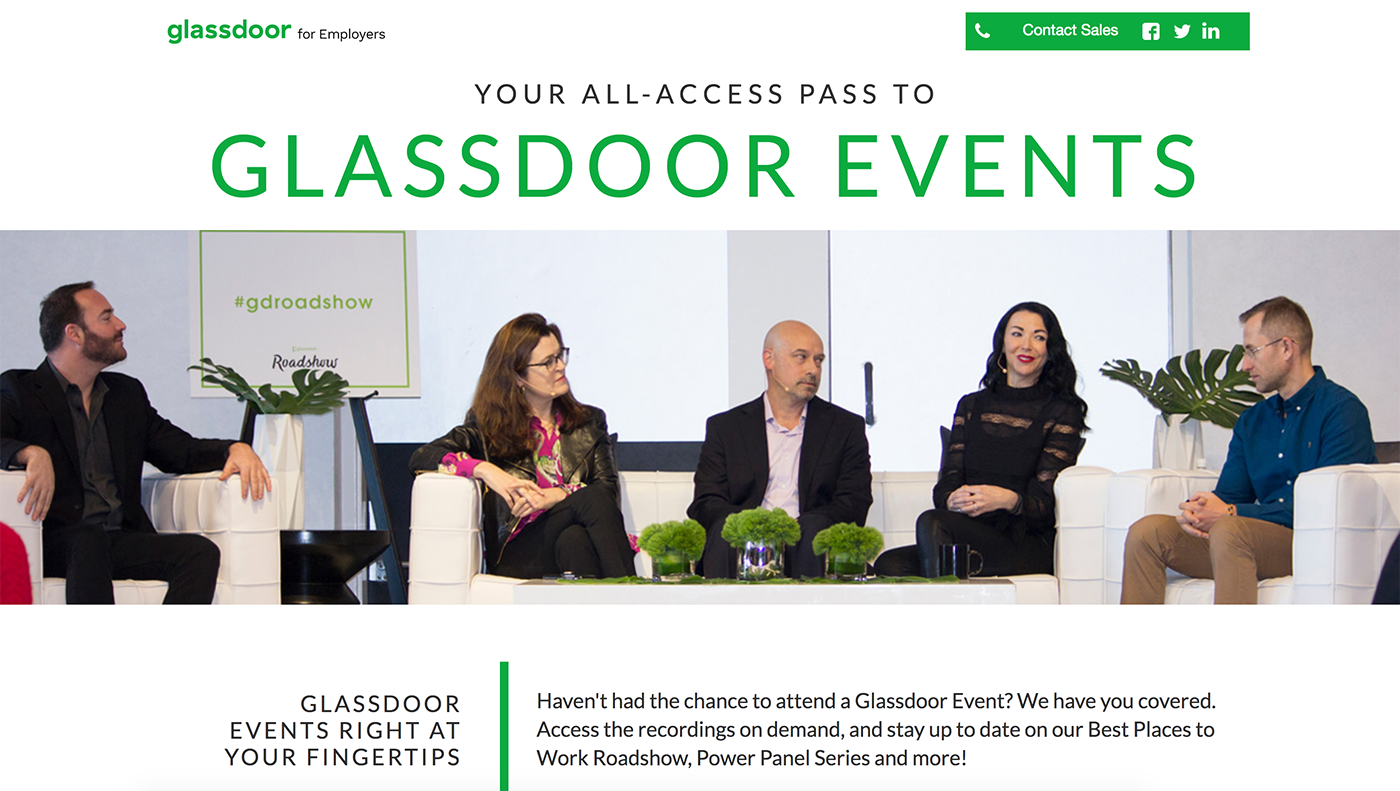 glassdoor for Employers
Contact Sales
YOUR ALL-ACCESS PASS TO
GLASSDOOR EVENTS
#gdroadshow
Roadshow
GLASSDOOR
EVENTS RIGHT AT
YOUR FINGERTIPS
Haven't had the chance to attend a Glassdoor Event? We have you covered.
Access the recordings on demand, and stay up to date on our Best Places to
Work Roadshow, Power Panel Series and more!